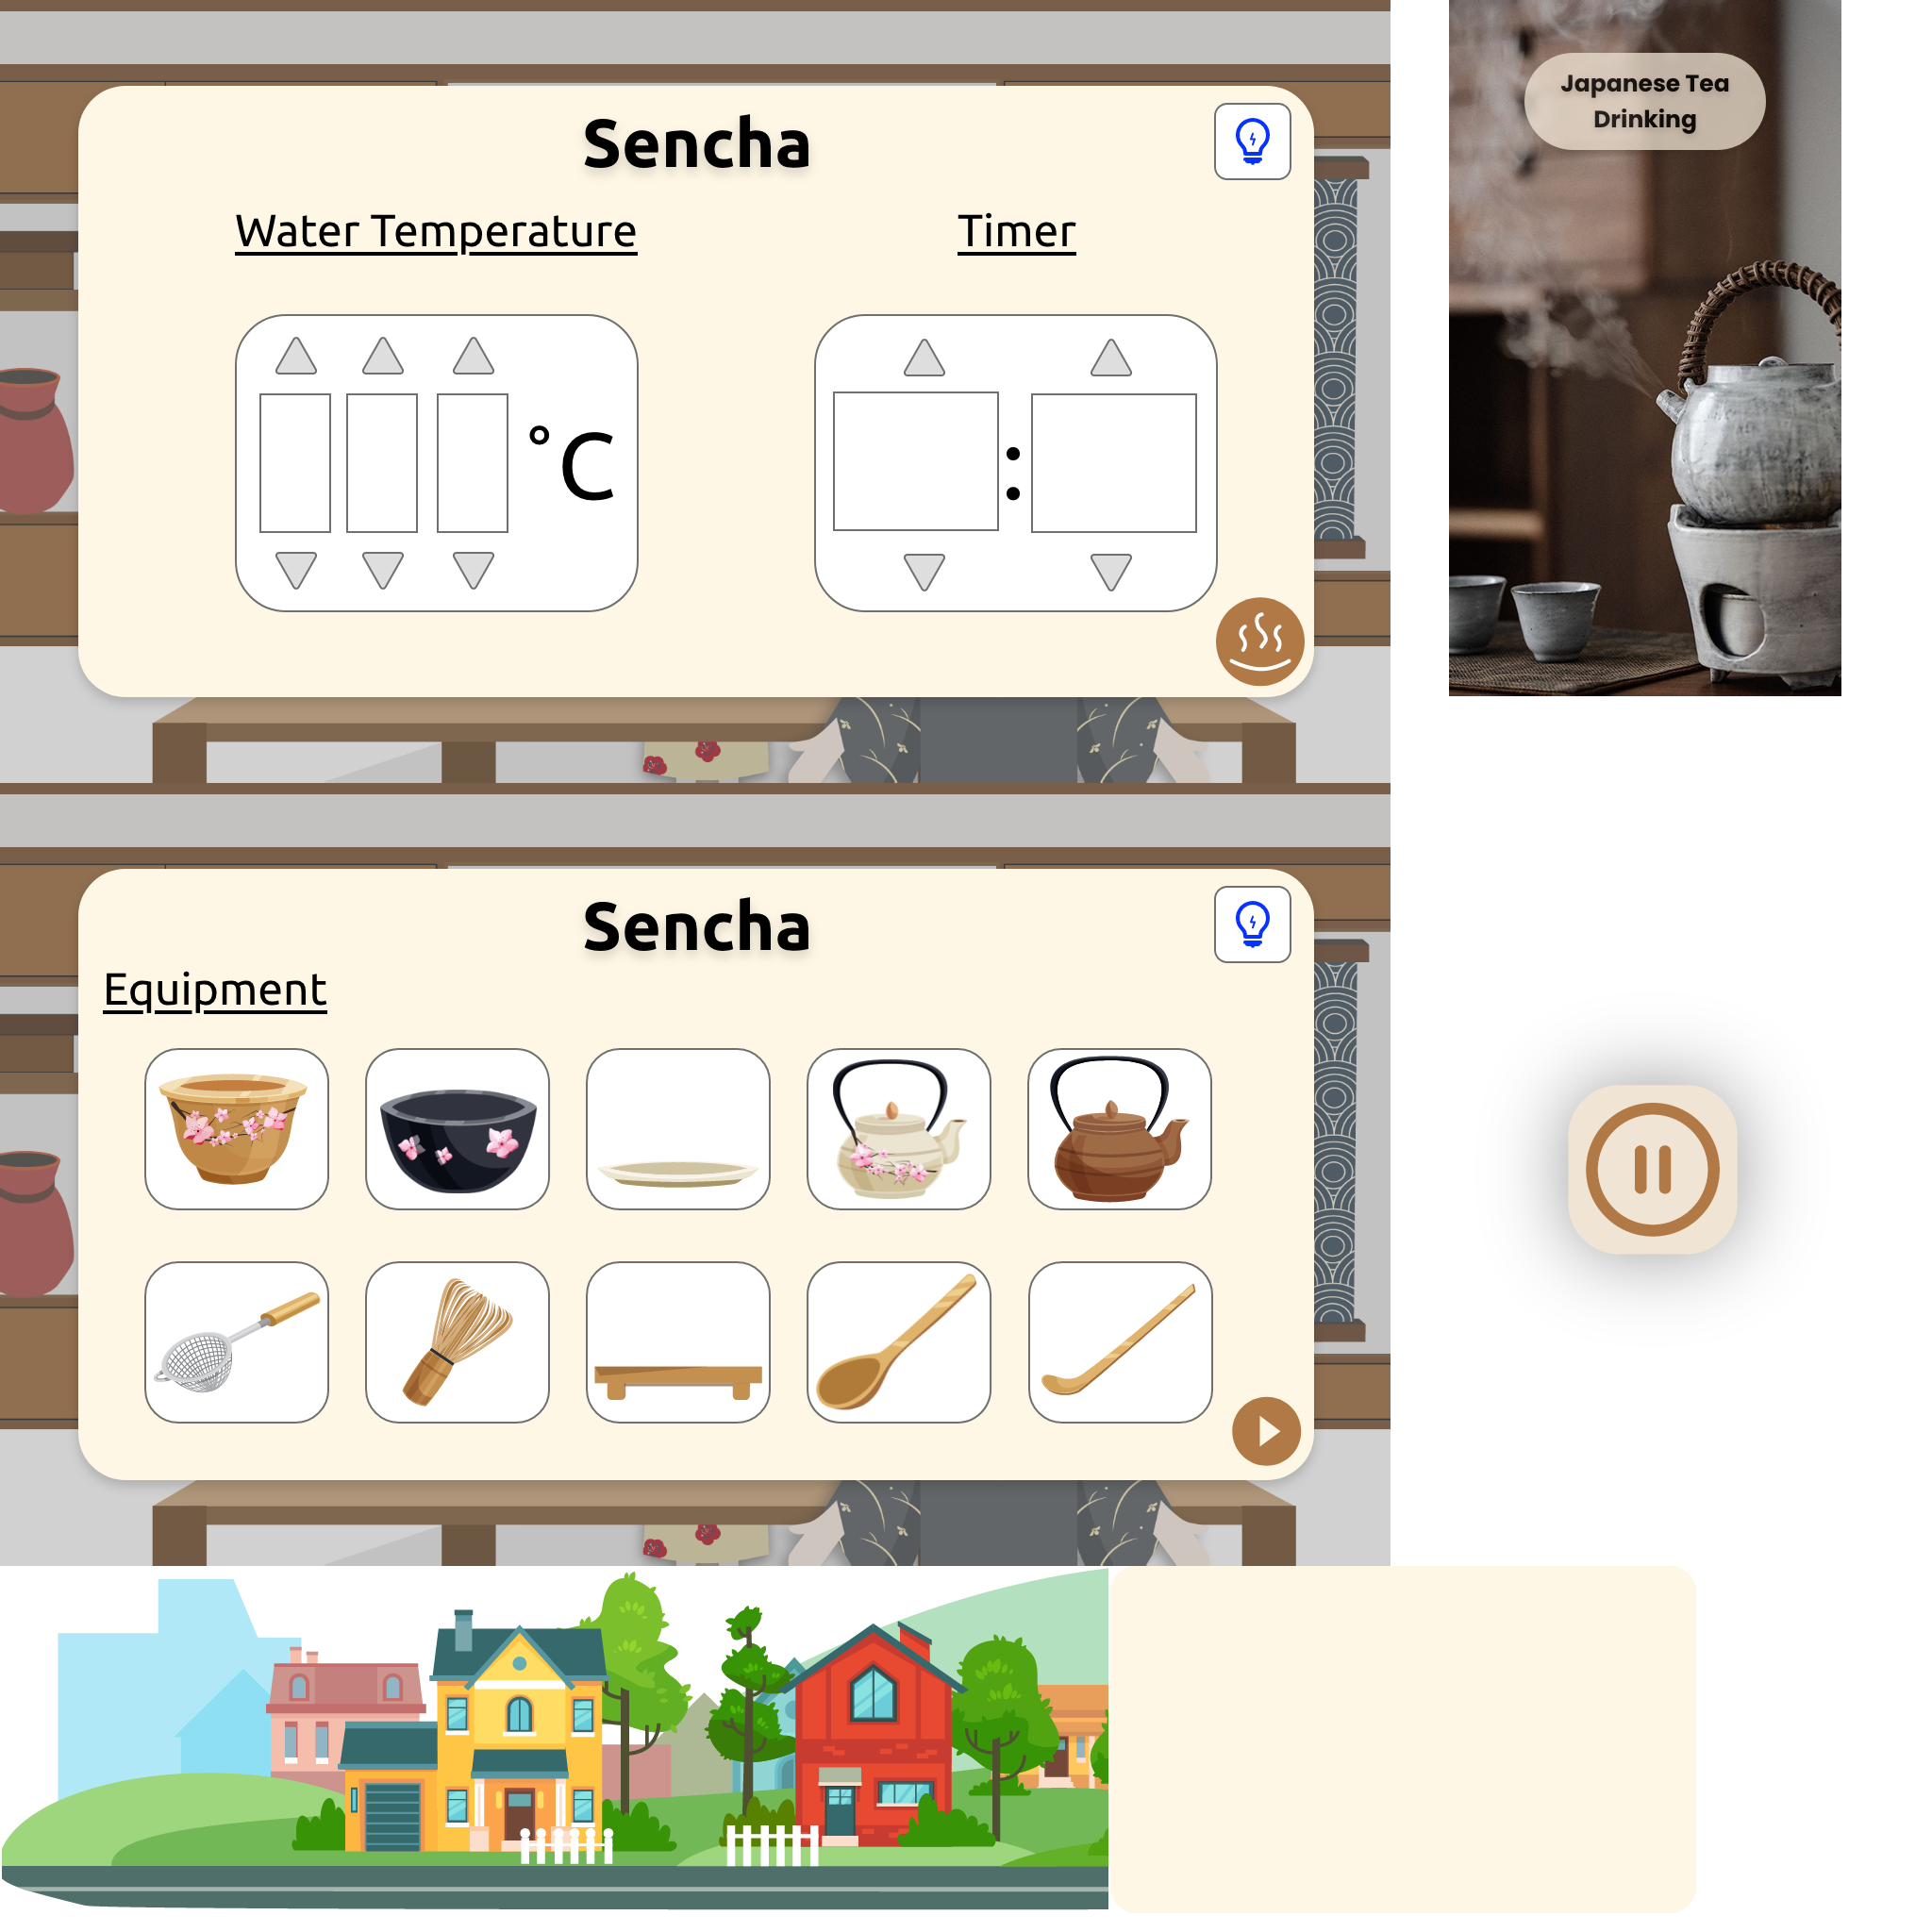 Sencha
Water Temperature
Timer
°C
:
Japanese Tea
Drinking
Sencha
Equipment